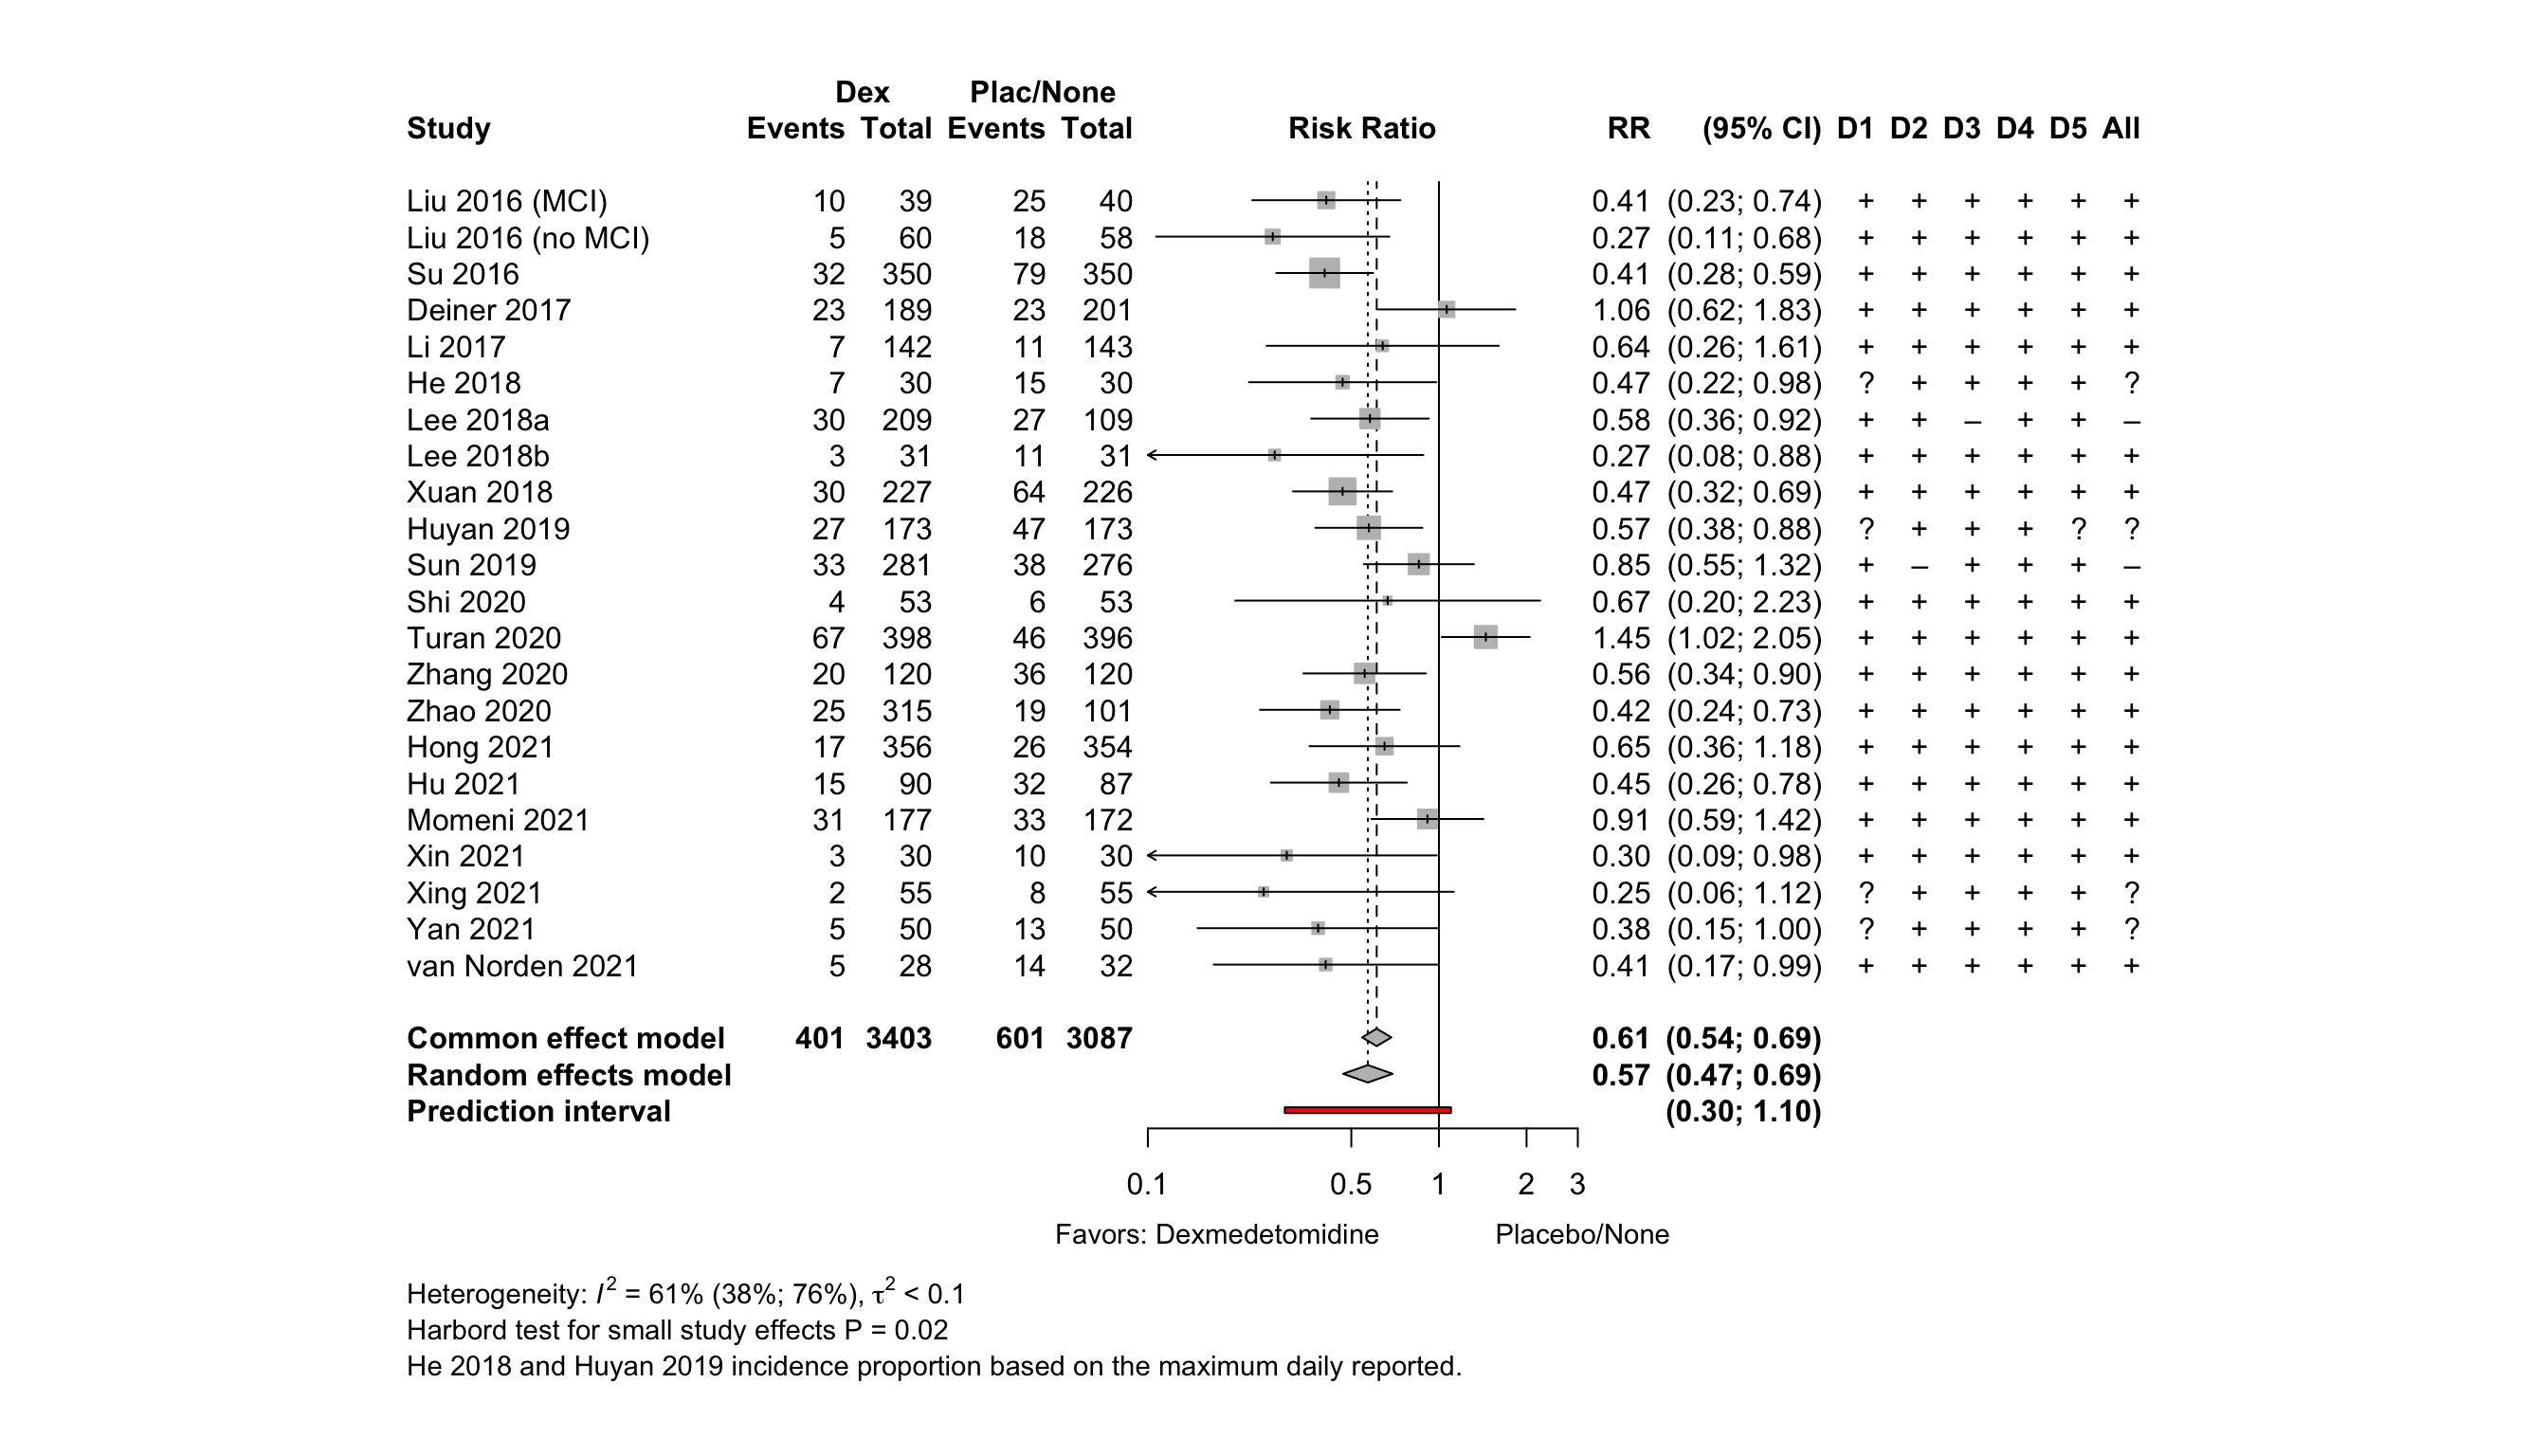 Dex Plac/None
Study Events Total Events Total Risk Ratio RR (95% CI) D1 D2 D3 D4 D5 All
Liu 2016 (MCI) 10 39 25 40 0.41 (0.23; 0.74) + + + + + +
Liu 2016 (no MCI) 5 60 18 58 0.27 (0.11; 0.68) + + + + + +
Su 2016 32 350 79 350 0.41 (0.28; 0.59) + + + + + +
Deiner 2017 23 189 23 201 1.06 (0.62; 1.83) + + + + + +
Li 2017 7 142 11 143 0.64 (0.26; 1.61) + + + + + +
He 2018 7 30 15 30 0.47 (0.22; 0.98) ? + + + + ?
Lee 2018a 30 209 27 109 0.58 (0.36; 0.92) + + – + + –
Lee 2018b 3 31 11 31 0.27 (0.08; 0.88) + + + + + +
Xuan 2018 30 227 64 226 0.47 (0.32; 0.69) + + + + + +
Huyan 2019 27 173 47 173 0.57 (0.38; 0.88) ? + + + ? ?
Sun 2019 33 281 38 276 0.85 (0.55; 1.32) + – + + + –
Shi 2020 4 53 6 53 0.67 (0.20; 2.23) + + + + + +
Turan 2020 67 398 46 396 1.45 (1.02; 2.05) + + + + + +
Zhang 2020 20 120 36 120 0.56 (0.34; 0.90) + + + + + +
Zhao 2020 25 315 19 101 0.42 (0.24; 0.73) + + + + + +
Hong 2021 17 356 26 354 0.65 (0.36; 1.18) + + + + + +
Hu 2021 15 90 32 87 0.45 (0.26; 0.78) + + + + + +
Momeni 2021 31 177 33 172 0.91 (0.59; 1.42) + + + + + +
Xin 2021 3 30 10 30 0.30 (0.09; 0.98) + + + + + +
Xing 2021 2 55 8 55 0.25 (0.06; 1.12) ? + + + + ?
Yan 2021 5 50 13 50 0.38 (0.15; 1.00) ? + + + + ?
van Norden 2021 5 28 14 32 0.41 (0.17; 0.99) + + + + + +
Common effect model 401 3403 601 3087 0.61 (0.54; 0.69)
Random effects model 0.57 (0.47; 0.69)
Prediction interval (0.30; 1.10)
0.1 0.5 1 2 3
Favors: Dexmedetomidine Placebo/None
Heterogeneity: I² = 61% (38%; 76%), τ² < 0.1
Harbord test for small study effects P = 0.02
He 2018 and Huyan 2019 incidence proportion based on the maximum daily reported.